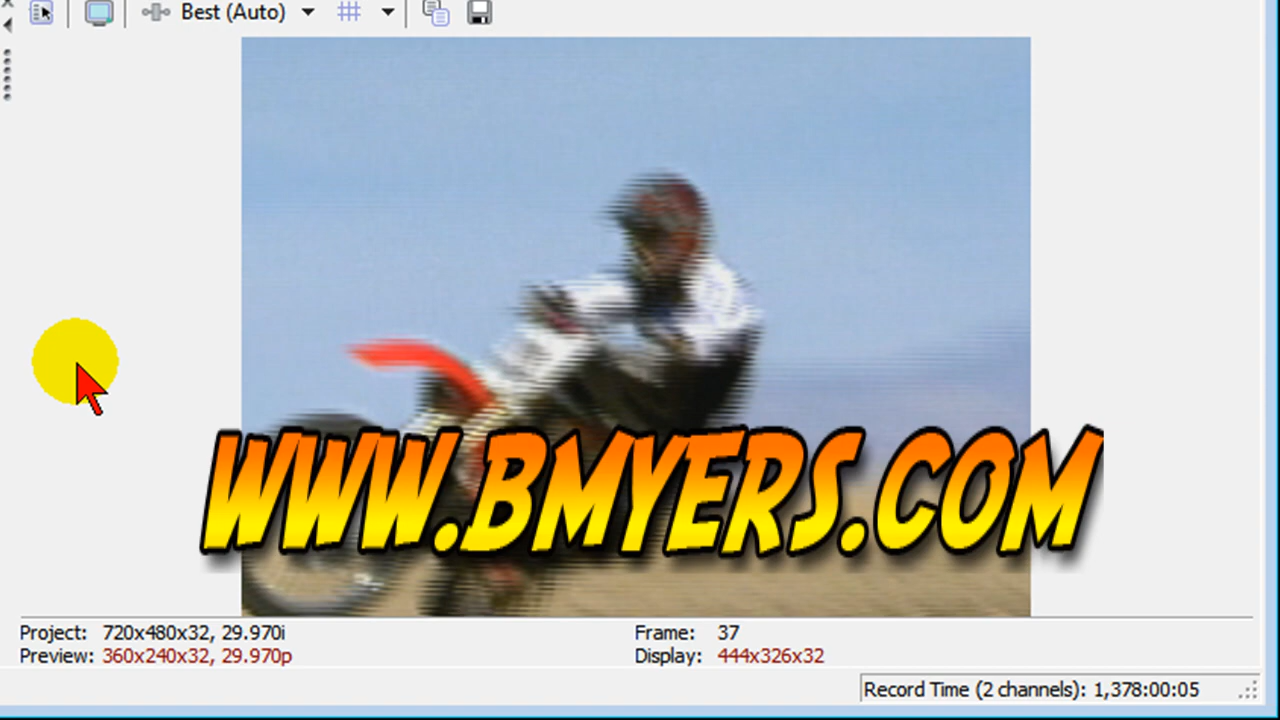 Best (Auto)
WWW.BMYERS.COM
Project: 720x480x32, 29.970i
Frame: 37
Preview: 360x240x32, 29.970p
Display: 444x326x32
Record Time (2 channels): 1,378:00:05